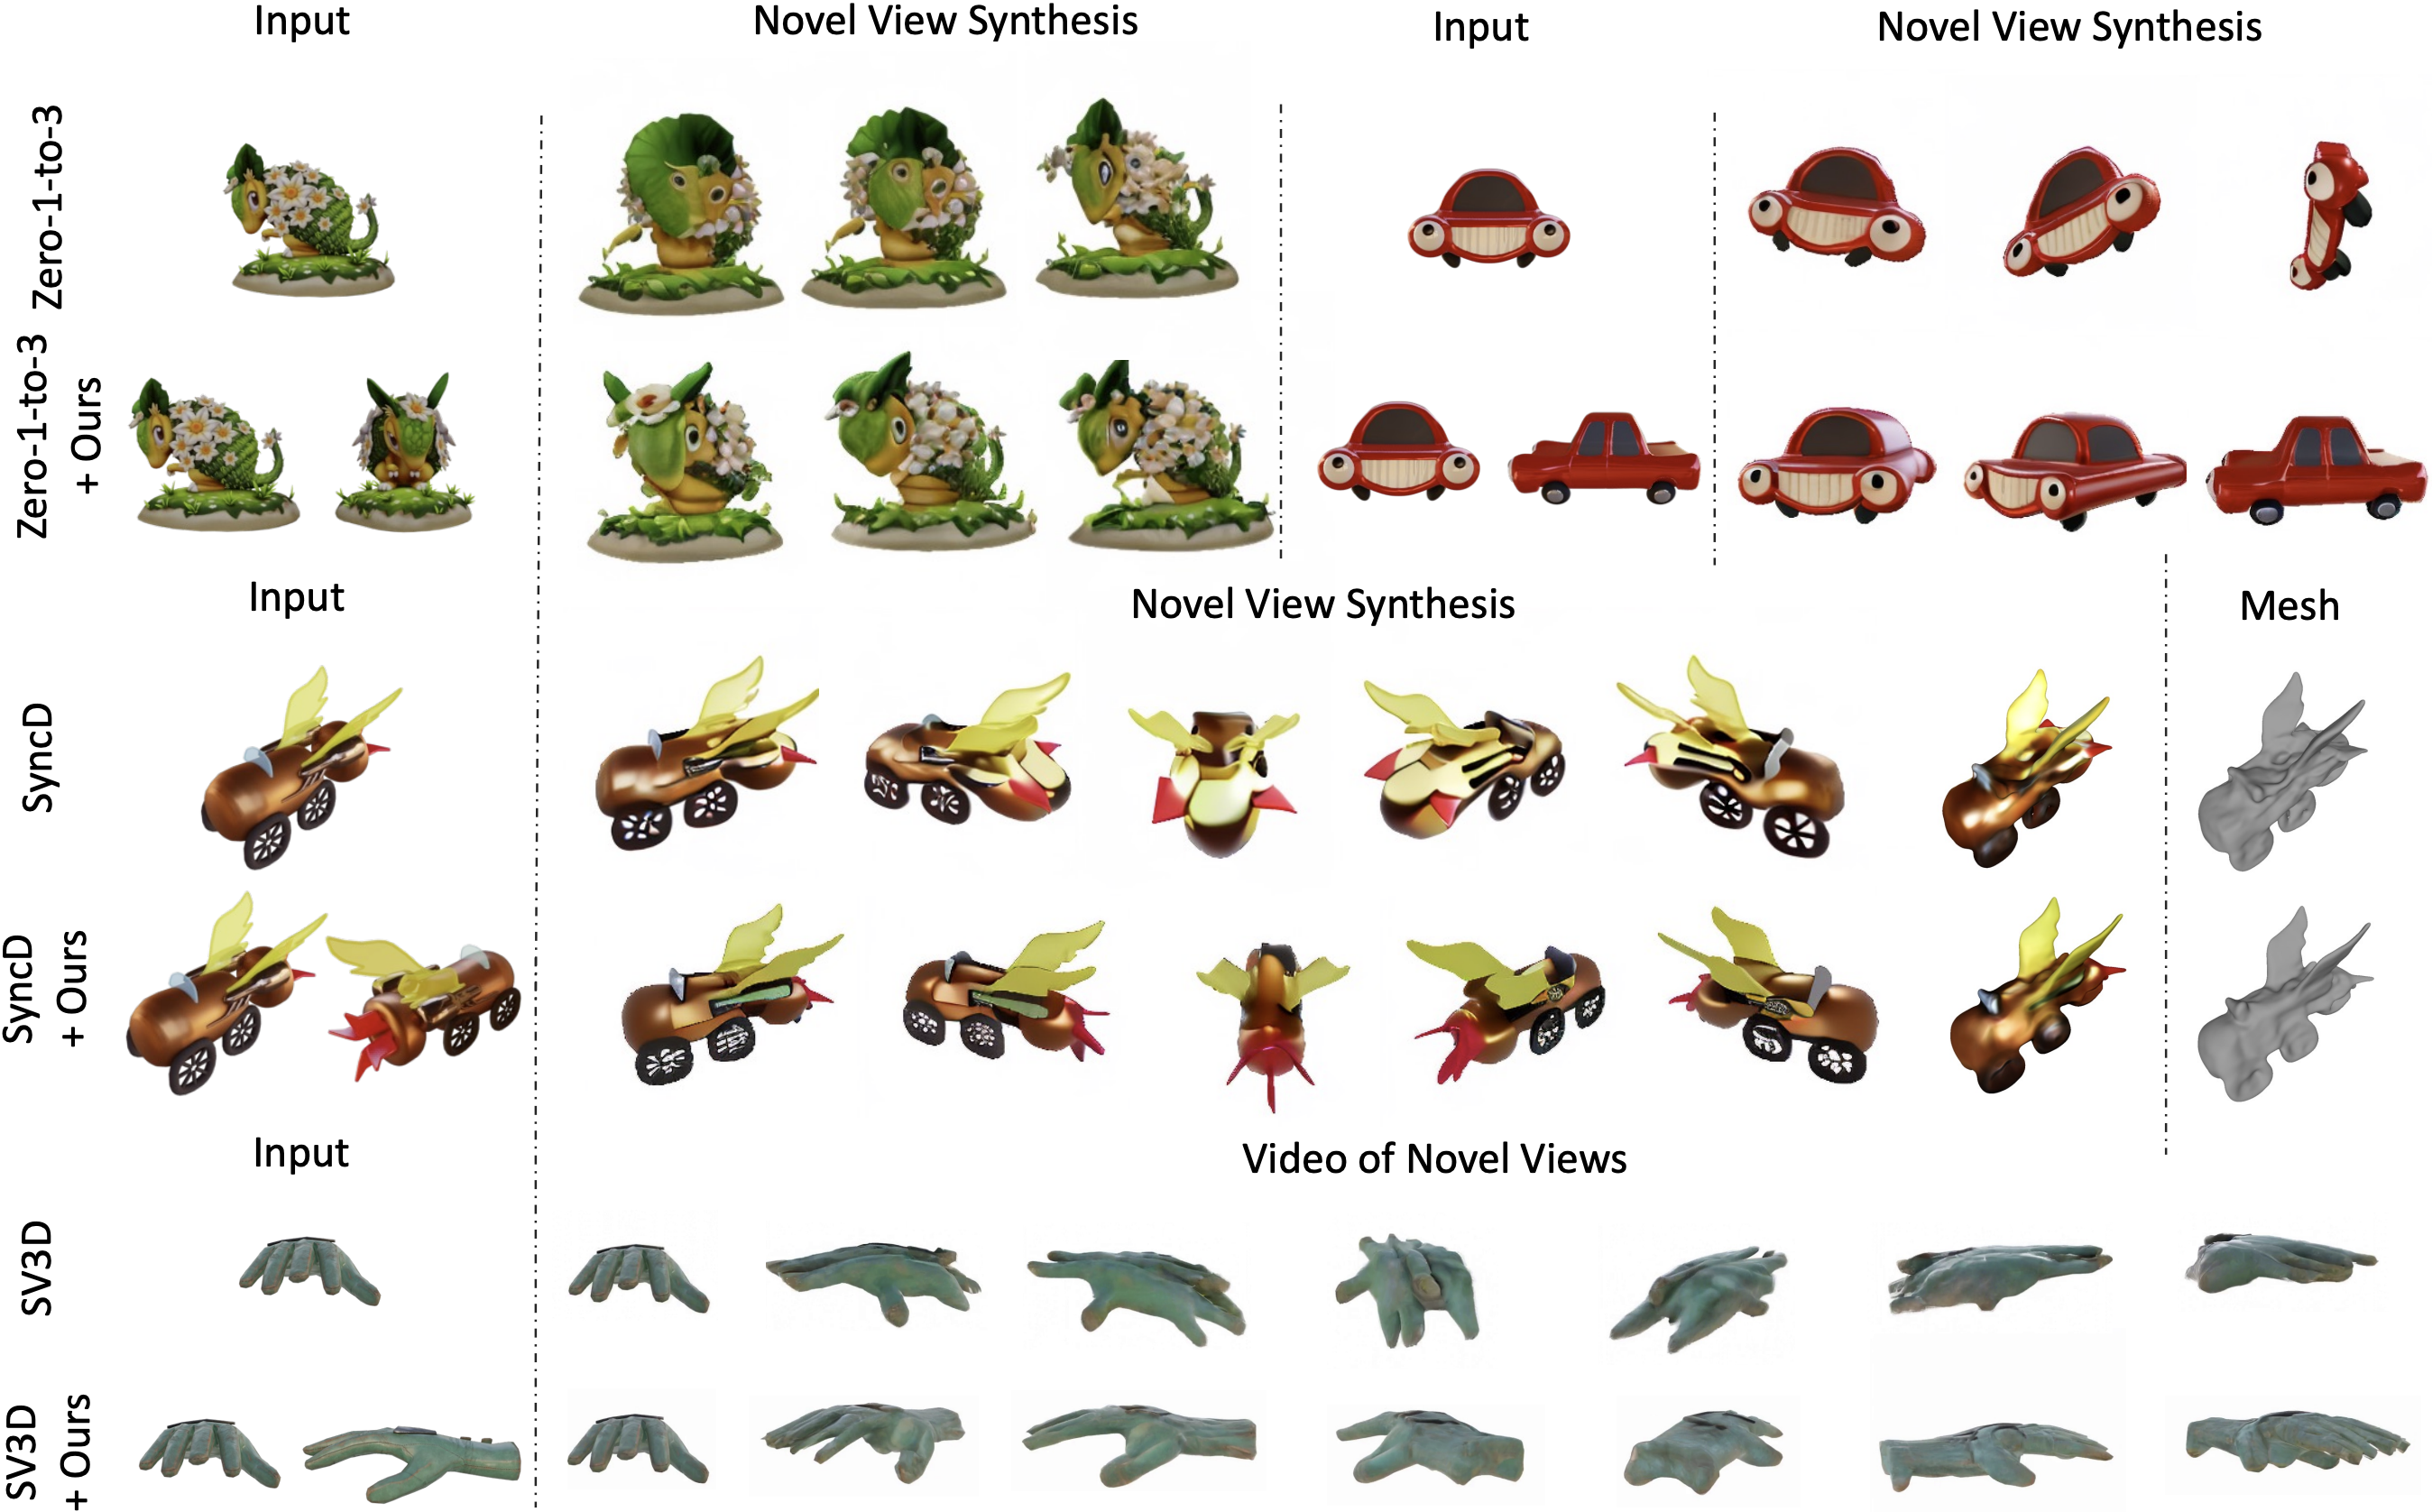 Input
Novel View Synthesis
Input
Novel View Synthesis
Zero-1-to-3
Zero-1-to-3
+ Ours
Input
Novel View Synthesis
Mesh
SyncD
SyncD
+ Ours
Input
Video of Novel Views
SV3D
SV3D
+ Ours